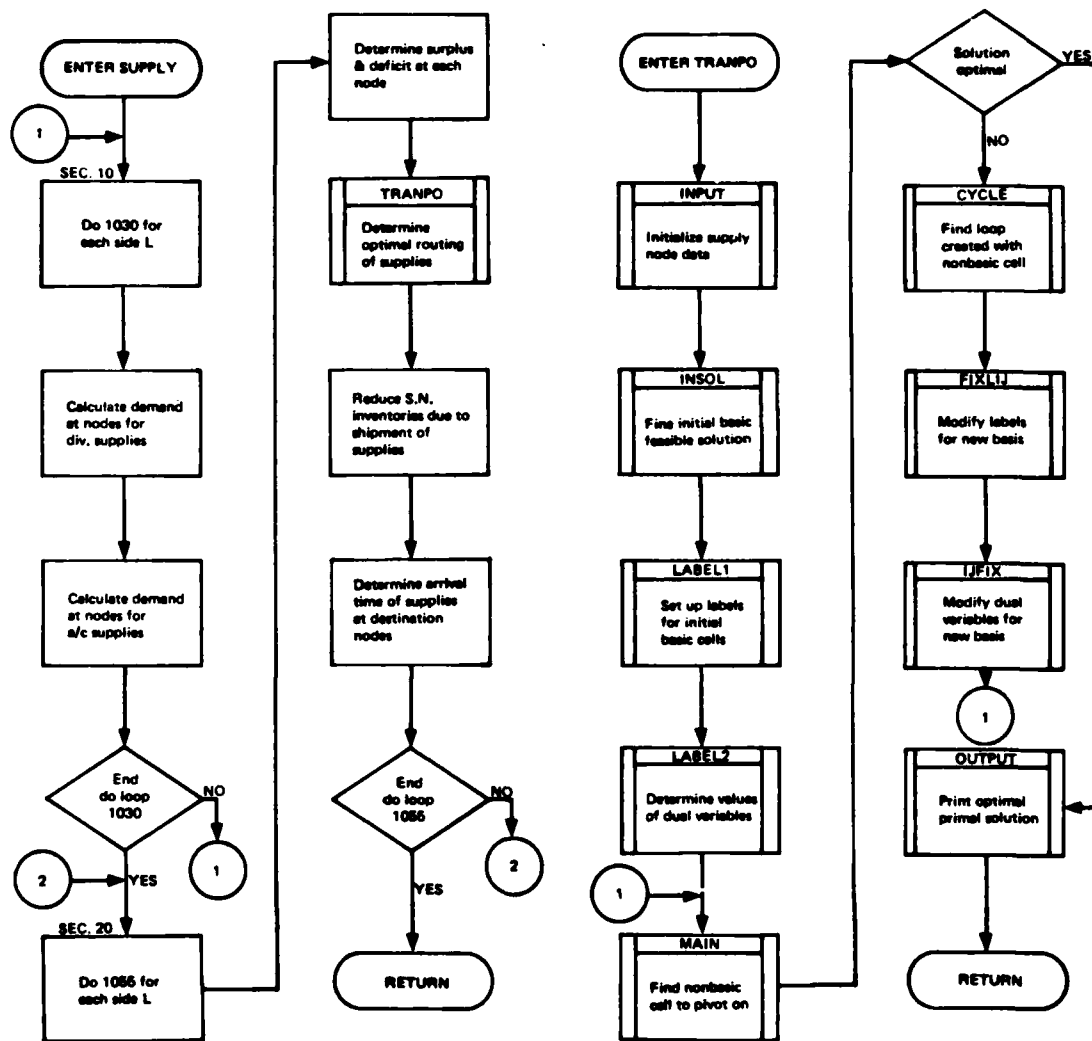 ENTER SUPPLY
1
SEC. 10
Do 1030 for
each side L
Calculate demand
at nodes for
div. supplies
Calculate demand
at nodes for
a/c supplies
End
do loop
1030
NO
1
2
YES
SEC. 20
Do 1055 for
each side L
Determine surplus
& deficit at each
node
TRANPO
Determine
optimal routing
of supplies
Reduce S.N.
inventories due to
shipment of
supplies
Determine arrival
time of supplies
at destination
nodes
End
do loop
1055
NO
2
YES
RETURN
ENTER TRANPO
INPUT
Initialize supply
node data
INSOL
Fine initial basic
feasible solution
LABEL1
Set up labels
for initial
basic cells
LABEL2
Determine values
of dual variables
1
MAIN
Find nonbasic
cell to pivot on
Solution
optimal
YES
NO
CYCLE
Find loop
created with
nonbasic cell
FIXLIJ
Modify labels
for new basis
IJFIX
Modify dual
variables for
new basis
1
OUTPUT
Print optimal
primal solution
RETURN